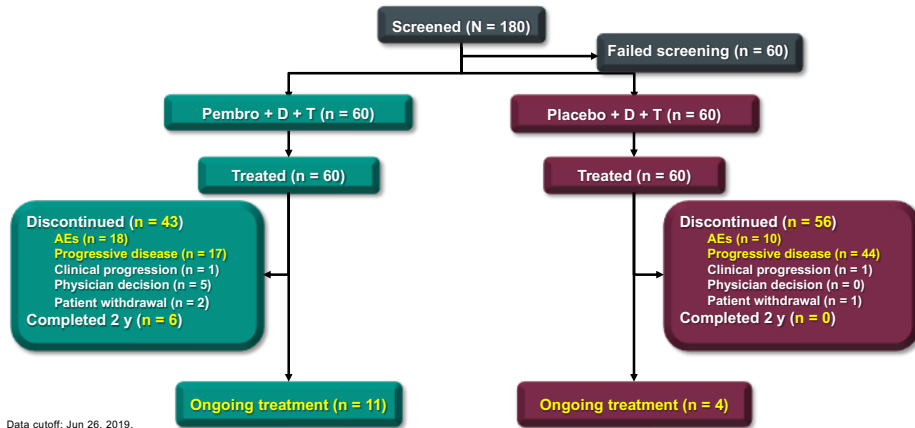 Screened (N = 180)
Failed screening (n = 60)
Pembro + D + T (n = 60)
Placebo + D + T (n = 60)
Treated (n = 60)
Treated (n = 60)
Discontinued (n = 43)
AEs (n = 18)
Progressive disease (n = 17)
Clinical progression (n = 1)
Physician decision (n = 5)
Patient withdrawal (n = 2)
Completed 2 y (n = 6)
Discontinued (n = 56)
AEs (n = 10)
Progressive disease (n = 44)
Clinical progression (n = 1)
Physician decision (n = 0)
Patient withdrawal (n = 1)
Completed 2 y (n = 0)
Ongoing treatment (n = 11)
Ongoing treatment (n = 4)
Data cutoff: Jun 26, 2019.